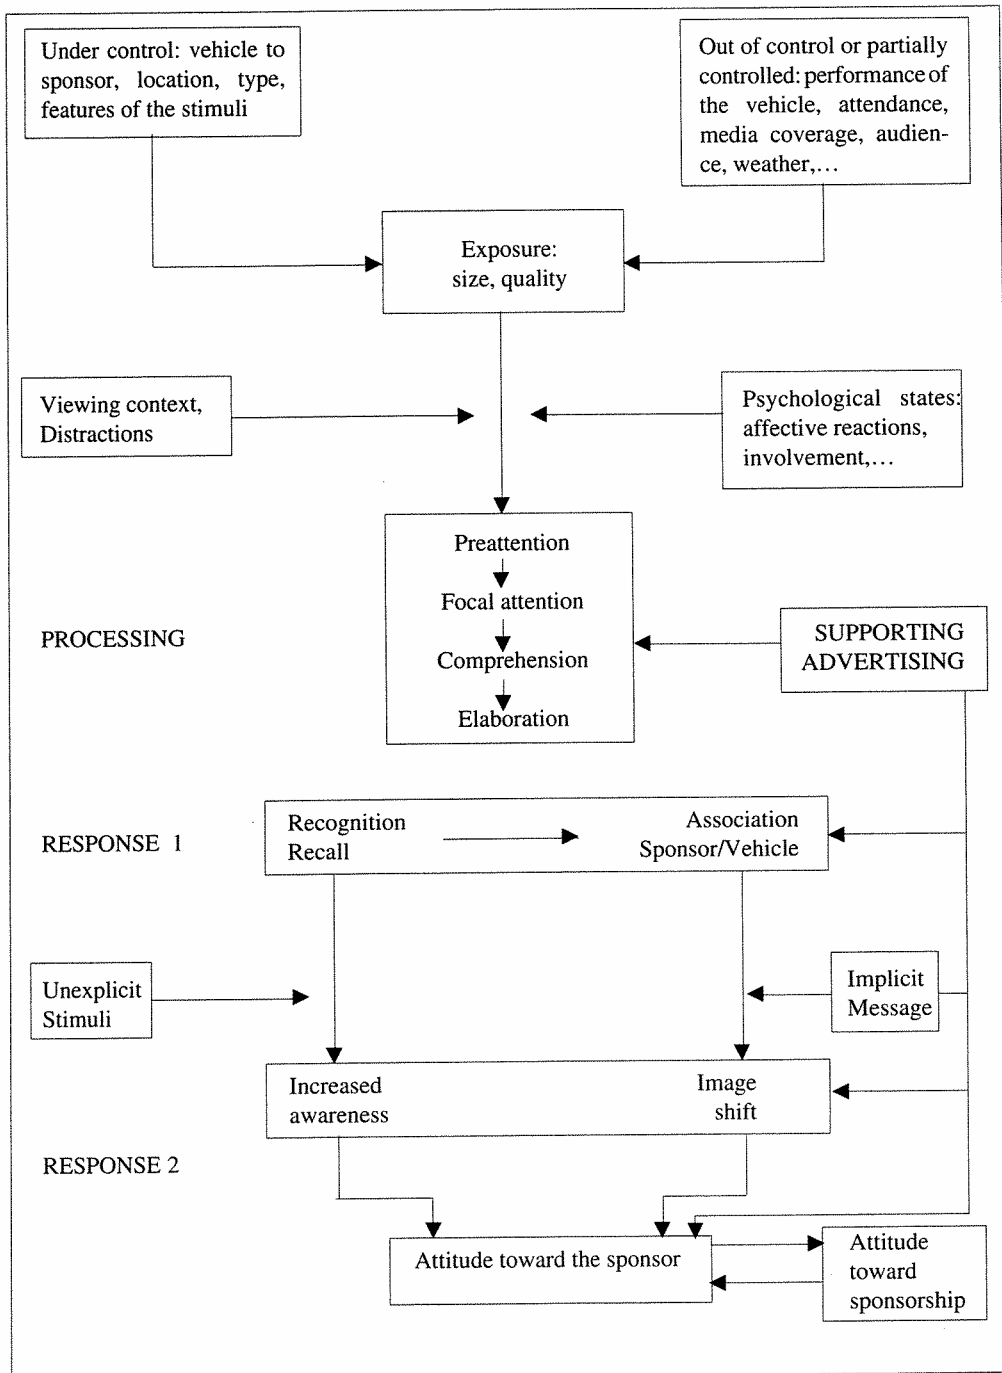 Under control: vehicle to
sponsor, location, type,
features of the stimuli
Out of control or partially
controlled: performance of
the vehicle, attendance,
media coverage, audien-
ce, weather,...
Exposure:
size, quality
Viewing context,
Distractions
Psychological states:
affective reactions,
involvement,...
PROCESSING
Preattention
Focal attention
Comprehension
Elaboration
SUPPORTING
ADVERTISING
RESPONSE 1
Recognition
Recall
Association
Sponsor/Vehicle
Unexplicit
Stimuli
Implicit
Message
Increased
awareness
Image
shift
RESPONSE 2
Attitude toward the sponsor
Attitude
toward
sponsorship